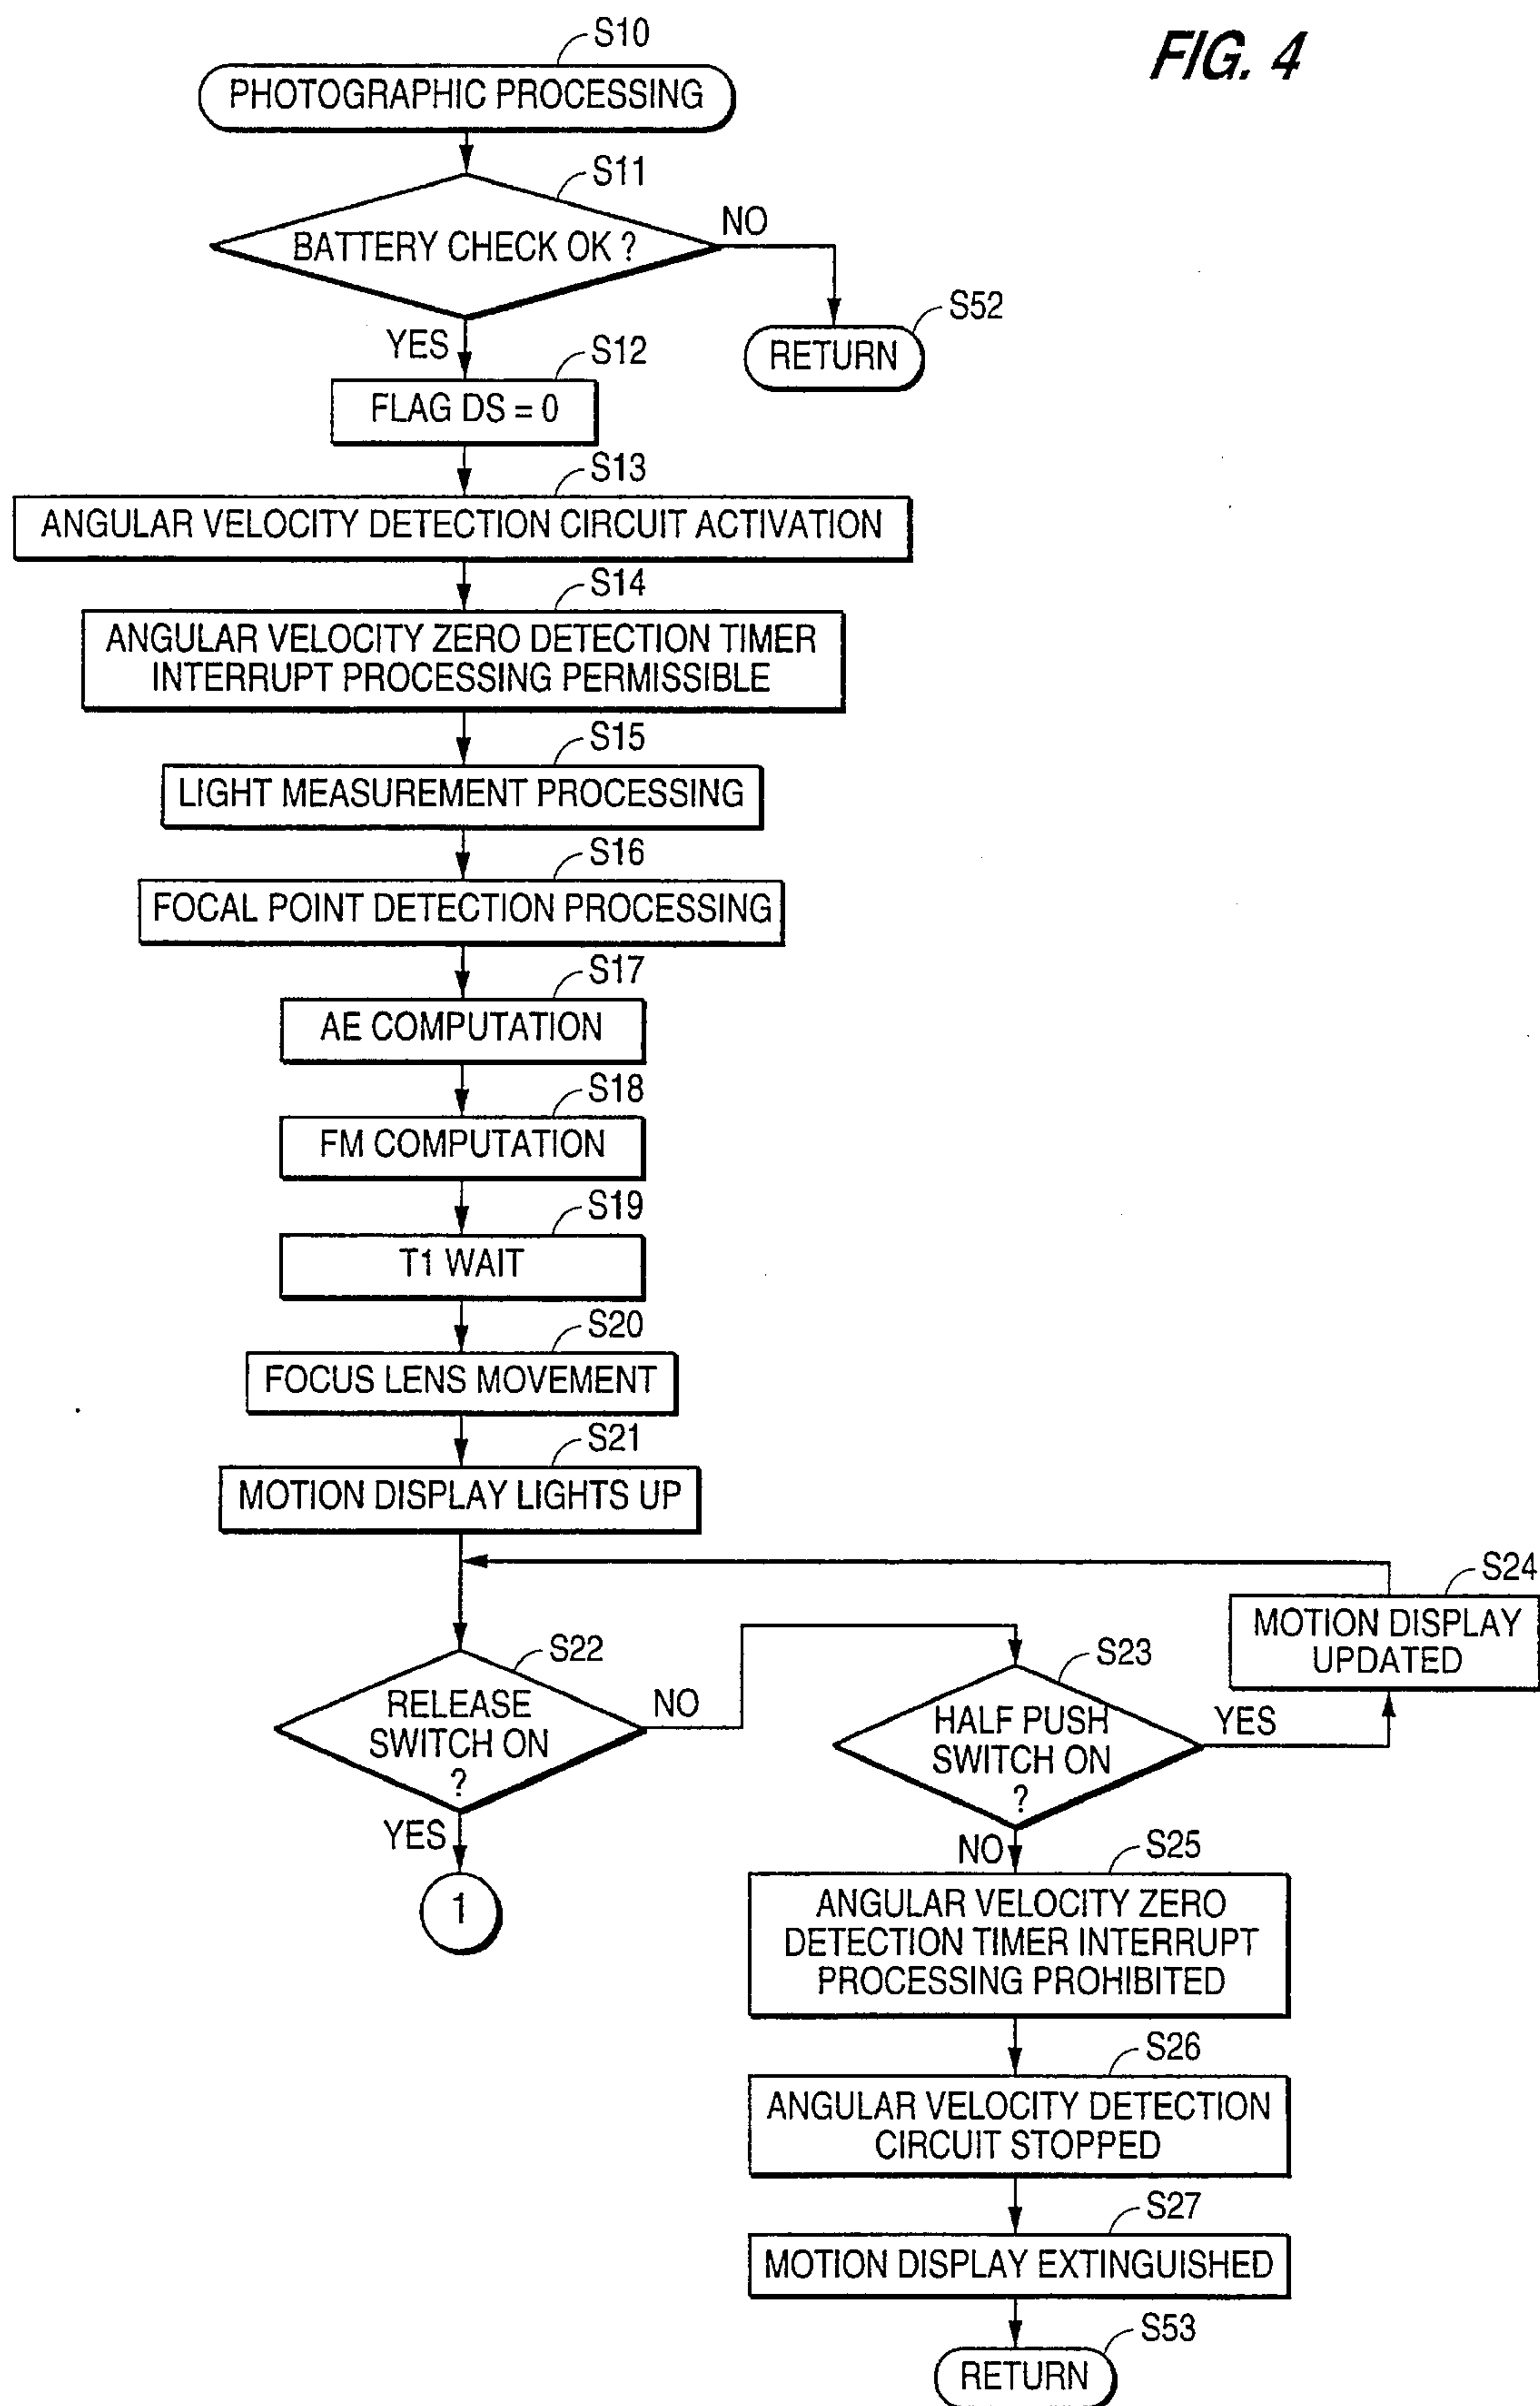 FIG. 4
S10
PHOTOGRAPHIC PROCESSING
S11
BATTERY CHECK OK ?
NO
YES
S52
RETURN
S12
FLAG DS = 0
S13
ANGULAR VELOCITY DETECTION CIRCUIT ACTIVATION
S14
ANGULAR VELOCITY ZERO DETECTION TIMER
INTERRUPT PROCESSING PERMISSIBLE
S15
LIGHT MEASUREMENT PROCESSING
S16
FOCAL POINT DETECTION PROCESSING
S17
AE COMPUTATION
S18
FM COMPUTATION
S19
T1 WAIT
S20
FOCUS LENS MOVEMENT
S21
MOTION DISPLAY LIGHTS UP
S24
MOTION DISPLAY
UPDATED
S22
RELEASE
SWITCH ON
?
NO
YES
1
S23
HALF PUSH
SWITCH ON
?
YES
NO
S25
ANGULAR VELOCITY ZERO
DETECTION TIMER INTERRUPT
PROCESSING PROHIBITED
S26
ANGULAR VELOCITY DETECTION
CIRCUIT STOPPED
S27
MOTION DISPLAY EXTINGUISHED
S53
RETURN